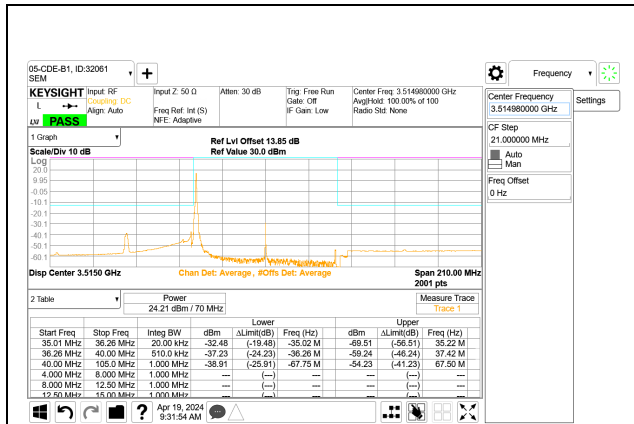 05-CDE-B1, ID:32061
SEM
Frequency
KEYSIGHT
L
LXI
PASS
Input: RF
Coupling: DC
Align: Auto
Input Z: 50 Ω
Freq Ref: Int (S)
NFE: Adaptive
Atten: 30 dB
Trig: Free Run
Gate: Off
IF Gain: Low
Center Freq: 3.514980000 GHz
Avg|Hold: 100.00% of 100
Radio Std: None
Center Frequency
3.514980000 GHz
Settings
CF Step
21.000000 MHz
Auto
Man
Freq Offset
0 Hz
1 Graph
Scale/Div 10 dB
Ref Lvl Offset 13.85 dB
Ref Value 30.0 dBm
Log
20.0
9.95
-0.05
-10.1
-20.1
-30.1
-40.1
-50.1
-60.1
Disp Center 3.5150 GHz
Chan Det: Average, #Offs Det: Average
Span 210.00 MHz
2001 pts
2 Table
Power
24.21 dBm / 70 MHz
Measure Trace
Trace 1
Lower Upper
Start Freq Stop Freq Integ BW dBm ΔLimit(dB) Freq (Hz) dBm ΔLimit(dB) Freq (Hz)
35.01 MHz 36.26 MHz 20.00 kHz -32.48 (-19.48) -35.02 M -69.51 (-56.51) 35.22 M
36.26 MHz 40.00 MHz 510.0 kHz -37.23 (-24.23) -36.26 M -59.24 (-46.24) 37.42 M
40.00 MHz 105.0 MHz 1.000 MHz -38.91 (-25.91) -67.75 M -54.23 (-41.23) 67.50 M
4.000 MHz 8.000 MHz 1.000 MHz --- (---) --- (---)
8.000 MHz 12.50 MHz 1.000 MHz --- (---) --- (---)
12.50 MHz 15.00 MHz 1.000 MHz --- (---) --- (---)
Apr 19, 2024
9:31:54 AM